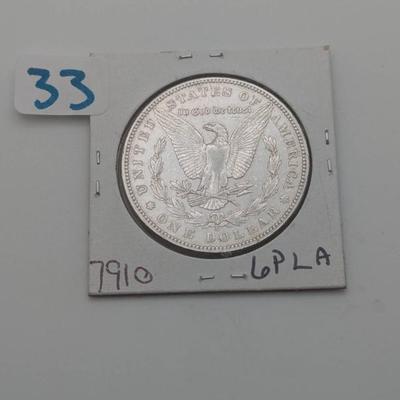 33
UNITED STATES OF AMERICA
In God We Trust
ONE DOLLAR
7910 6PLA